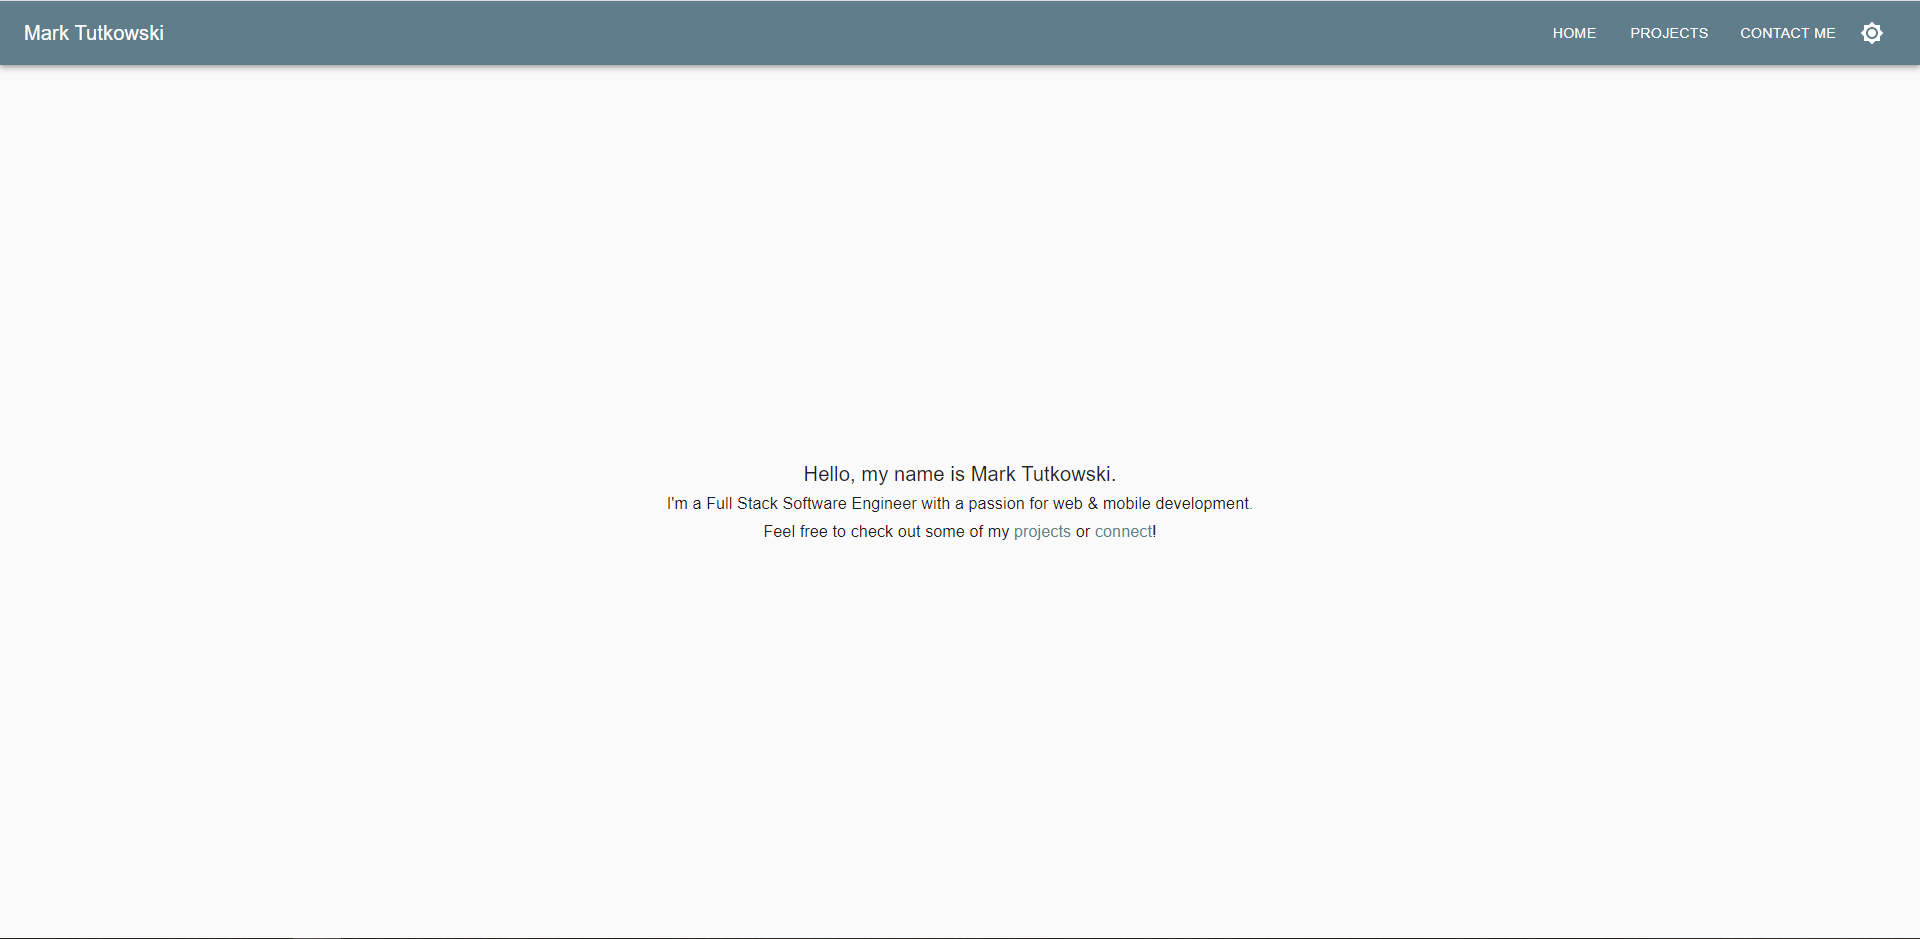 Mark Tutkowski
HOME PROJECTS CONTACT ME
Hello, my name is Mark Tutkowski.
I'm a Full Stack Software Engineer with a passion for web & mobile development.
Feel free to check out some of my projects or connect!